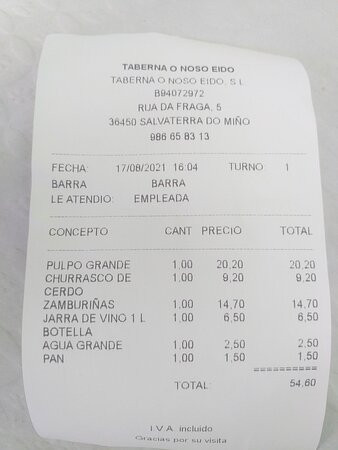 TABERNA O NOSO EIDO
TABERNA O NOSO EIDO, S.L
B94072972
RUA DA FRAGA, 5
36450 SALVATERRA DO MIÑO
986 65 83 13
FECHA: 17/08/2021 16:04 TURNO: 1
BARRA BARRA
LE ATENDIO: EMPLEADA
CONCEPTO CANT PRECIO TOTAL
PULPO GRANDE 1,00 20,20 20,20
CHURRASCO DE 1,00 9,20 9,20
CERDO
ZAMBURIÑAS 1,00 14,70 14,70
JARRA DE VINO 1 L 1,00 6,50 6,50
BOTELLA
AGUA GRANDE 1,00 2,50 2,50
PAN 1,00 1,50 1,50
==========
TOTAL: 54,60
I.V.A. incluido
Gracias por su visita